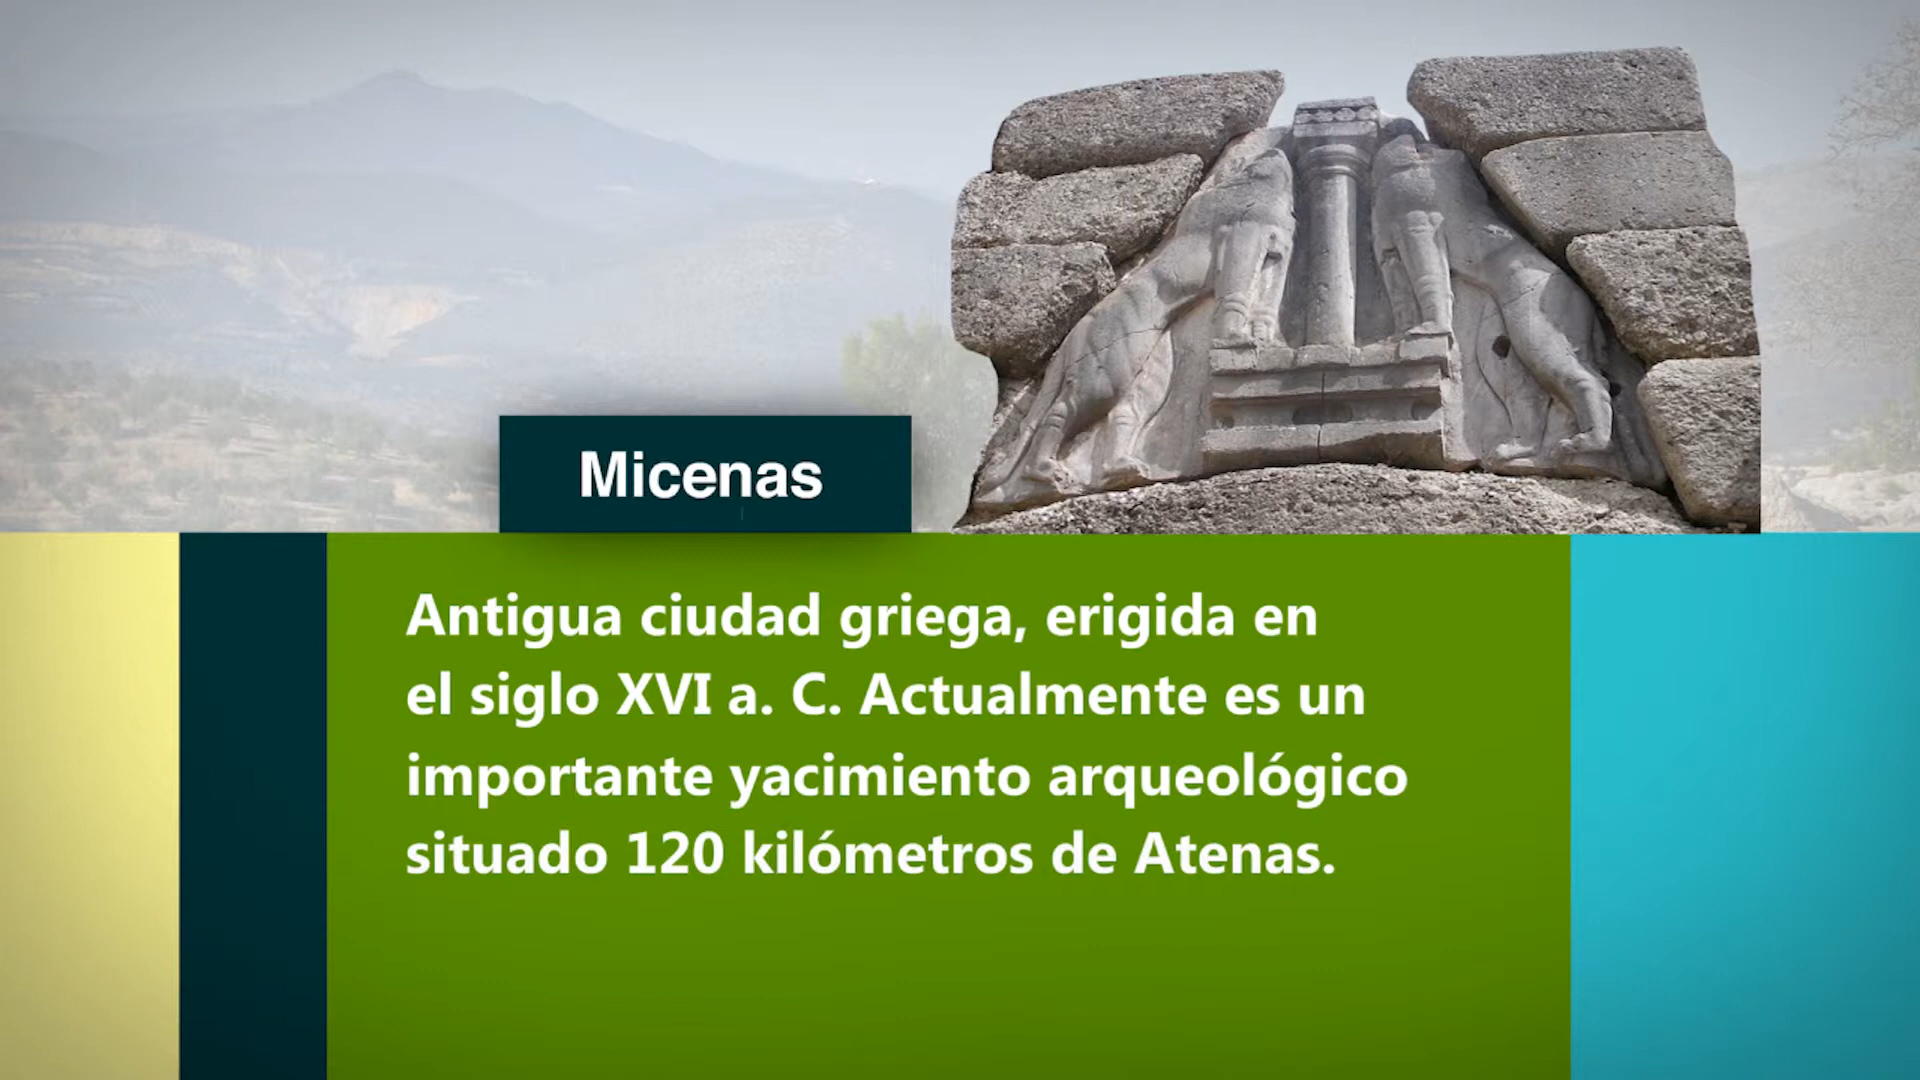 Micenas
Antigua ciudad griega, erigida en
el siglo XVI a. C. Actualmente es un
importante yacimiento arqueológico
situado 120 kilómetros de Atenas.